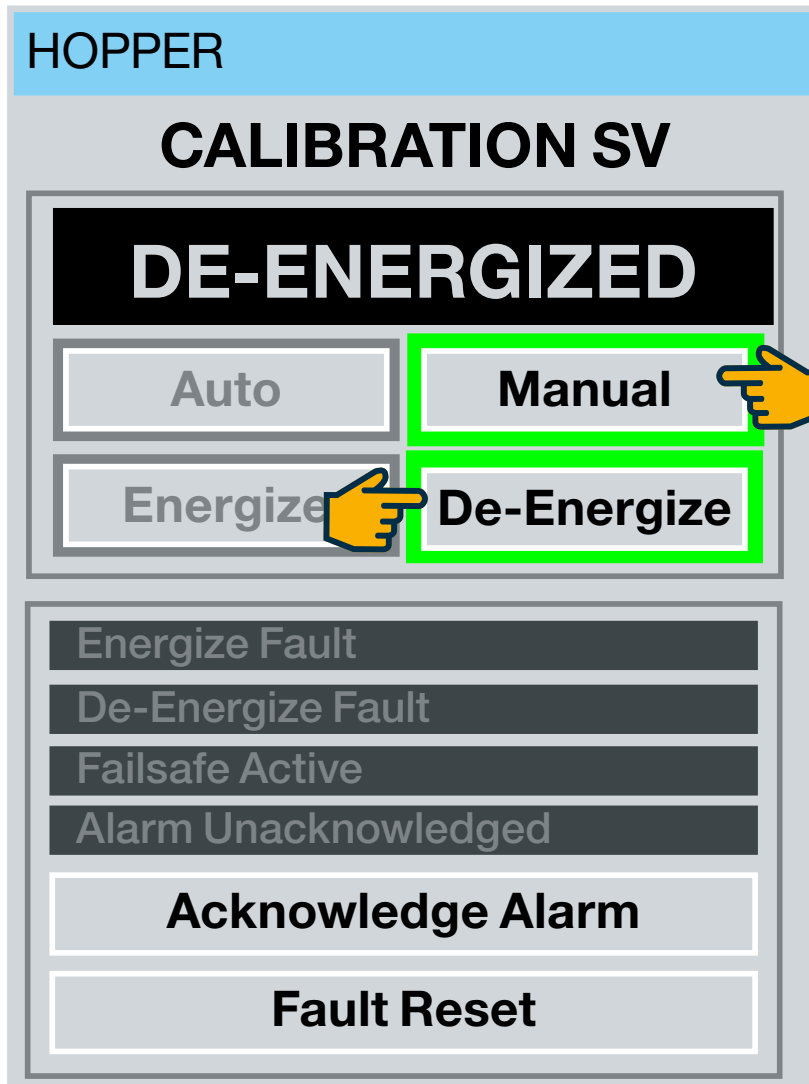 HOPPER
CALIBRATION SV
DE-ENERGIZED
Auto
Manual
Energize
De-Energize
Energize Fault
De-Energize Fault
Failsafe Active
Alarm Unacknowledged
Acknowledge Alarm
Fault Reset